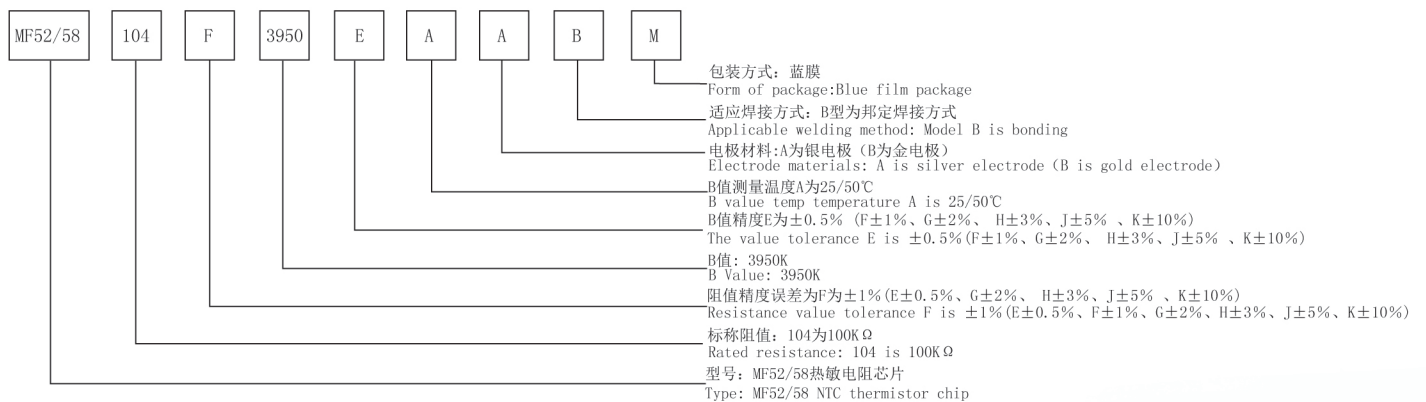 MF52/58 104 F 3950 E A A B M
包装方式：蓝膜
Form of package:Blue film package
适应焊接方式：B型为邦定焊接方式
Applicable welding method: Model B is bonding
电极材料:A为银电极（B为金电极）
Electrode materials: A is silver electrode（B is gold electrode）
B值测量温度A为25/50℃
B value temp temperature A is 25/50℃
B值精度E为±0.5% (F±1%、G±2%、 H±3%、J±5% 、K±10%)
The value tolerance E is ±0.5%(F±1%、G±2%、 H±3%、J±5% 、K±10%)
B值: 3950K
B Value: 3950K
阻值精度误差为F为±1%(E±0.5%、G±2%、 H±3%、J±5% 、K±10%)
Resistance value tolerance F is ±1%(E±0.5%、F±1%、G±2%、H±3%、J±5%、K±10%)
标称阻值：104为100KΩ
Rated resistance: 104 is 100KΩ
型号：MF52/58热敏电阻芯片
Type: MF52/58 NTC thermistor chip